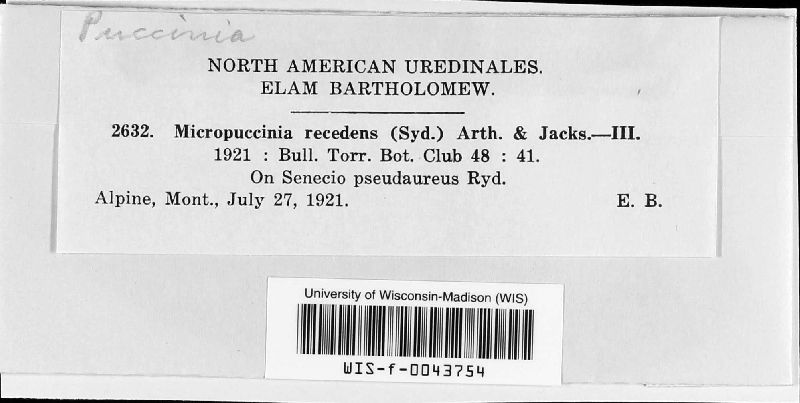 Puccinia
NORTH AMERICAN UREDINALES.
ELAM BARTHOLOMEW.
2632. Micropuccinia recedens (Syd.) Arth. & Jacks.—III.
1921 : Bull. Torr. Bot. Club 48 : 41.
On Senecio pseudaureus Ryd.
Alpine, Mont., July 27, 1921. E. B.
University of Wisconsin-Madison (WIS)
WIS-f-0043754